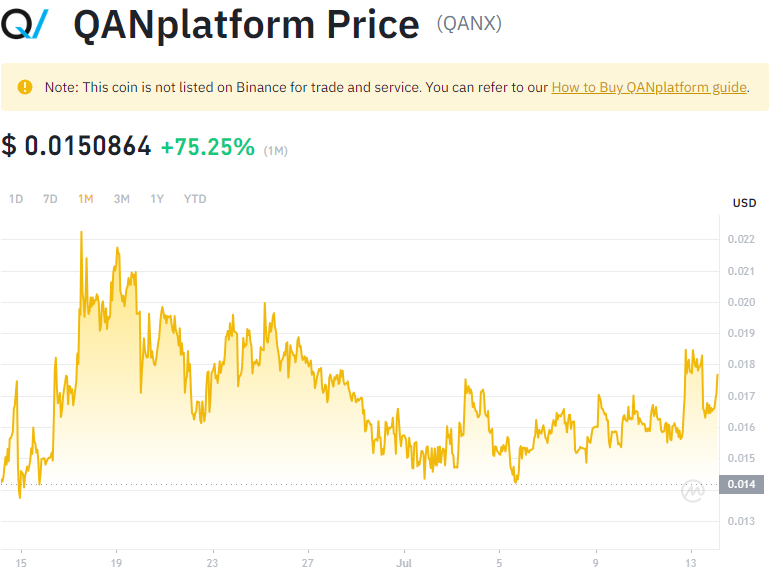 QANplatform Price (QANX)
Note: This coin is not listed on Binance for trade and service. You can refer to our How to Buy QANplatform guide.
$ 0.0150864 +75.25% (1M)
1D 7D 1M 3M 1Y YTD
USD
0.022
0.021
0.020
0.019
0.018
0.017
0.016
0.015
0.014
0.013
15 19 23 27 Jul 5 9 13